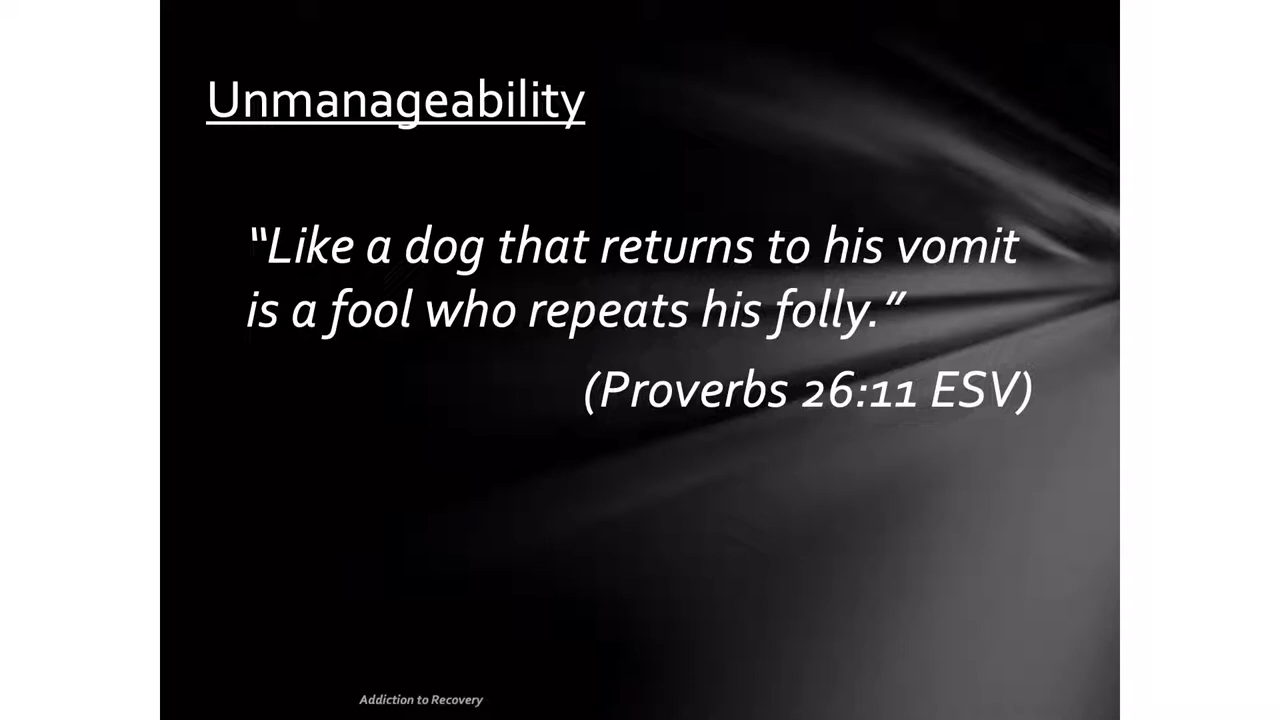 Unmanageability
“Like a dog that returns to his vomit
is a fool who repeats his folly.”
(Proverbs 26:11 ESV)
Addiction to Recovery